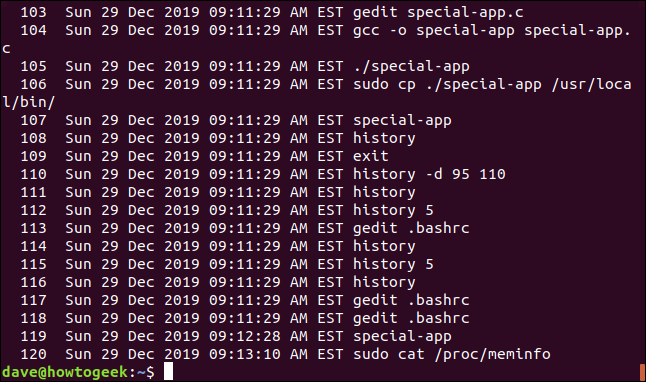 103  Sun 29 Dec 2019 09:11:29 AM EST gedit special-app.c
104  Sun 29 Dec 2019 09:11:29 AM EST gcc -o special-app special-app.
c
105  Sun 29 Dec 2019 09:11:29 AM EST ./special-app
106  Sun 29 Dec 2019 09:11:29 AM EST sudo cp ./special-app /usr/loca
l/bin/
107  Sun 29 Dec 2019 09:11:29 AM EST special-app
108  Sun 29 Dec 2019 09:11:29 AM EST history
109  Sun 29 Dec 2019 09:11:29 AM EST exit
110  Sun 29 Dec 2019 09:11:29 AM EST history -d 95 110
111  Sun 29 Dec 2019 09:11:29 AM EST history
112  Sun 29 Dec 2019 09:11:29 AM EST history 5
113  Sun 29 Dec 2019 09:11:29 AM EST gedit .bashrc
114  Sun 29 Dec 2019 09:11:29 AM EST history
115  Sun 29 Dec 2019 09:11:29 AM EST history 5
116  Sun 29 Dec 2019 09:11:29 AM EST history
117  Sun 29 Dec 2019 09:11:29 AM EST gedit .bashrc
118  Sun 29 Dec 2019 09:11:29 AM EST gedit .bashrc
119  Sun 29 Dec 2019 09:12:28 AM EST special-app
120  Sun 29 Dec 2019 09:13:10 AM EST sudo cat /proc/meminfo
dave@howtogeek:~$